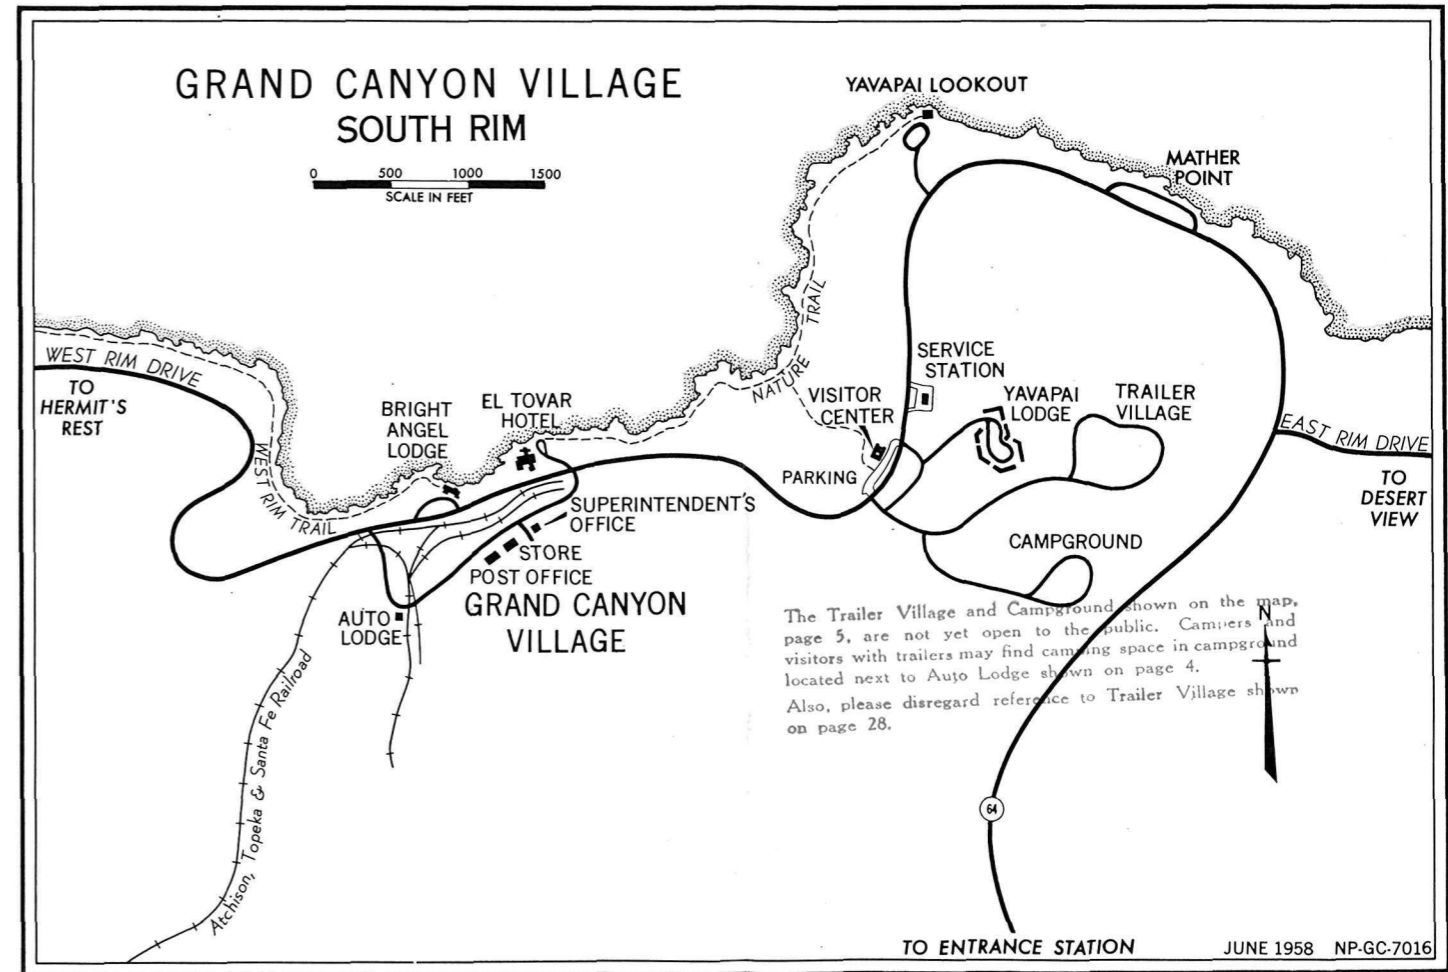 GRAND CANYON VILLAGE
SOUTH RIM
0 500 1000 1500
SCALE IN FEET
YAVAPAI LOOKOUT
MATHER
POINT
WEST RIM DRIVE
TO
HERMIT'S
REST
WEST RIM TRAIL
BRIGHT
ANGEL
LODGE
EL TOVAR
HOTEL
NATURE TRAIL
VISITOR
CENTER
PARKING
SERVICE
STATION
YAVAPAI
LODGE
TRAILER
VILLAGE
EAST RIM DRIVE
TO
DESERT
VIEW
SUPERINTENDENT'S
OFFICE
STORE
POST OFFICE
GRAND CANYON
VILLAGE
AUTO
LODGE
CAMPGROUND
Atchison, Topeka & Santa Fe Railroad
The Trailer Village and Campground shown on the map,
page 5, are not yet open to the public. Campers and
visitors with trailers may find camping space in campground
located next to Auto Lodge shown on page 4.
Also, please disregard reference to Trailer Village shown
on page 28.
N
64
TO ENTRANCE STATION
JUNE 1958 NP-GC-7016